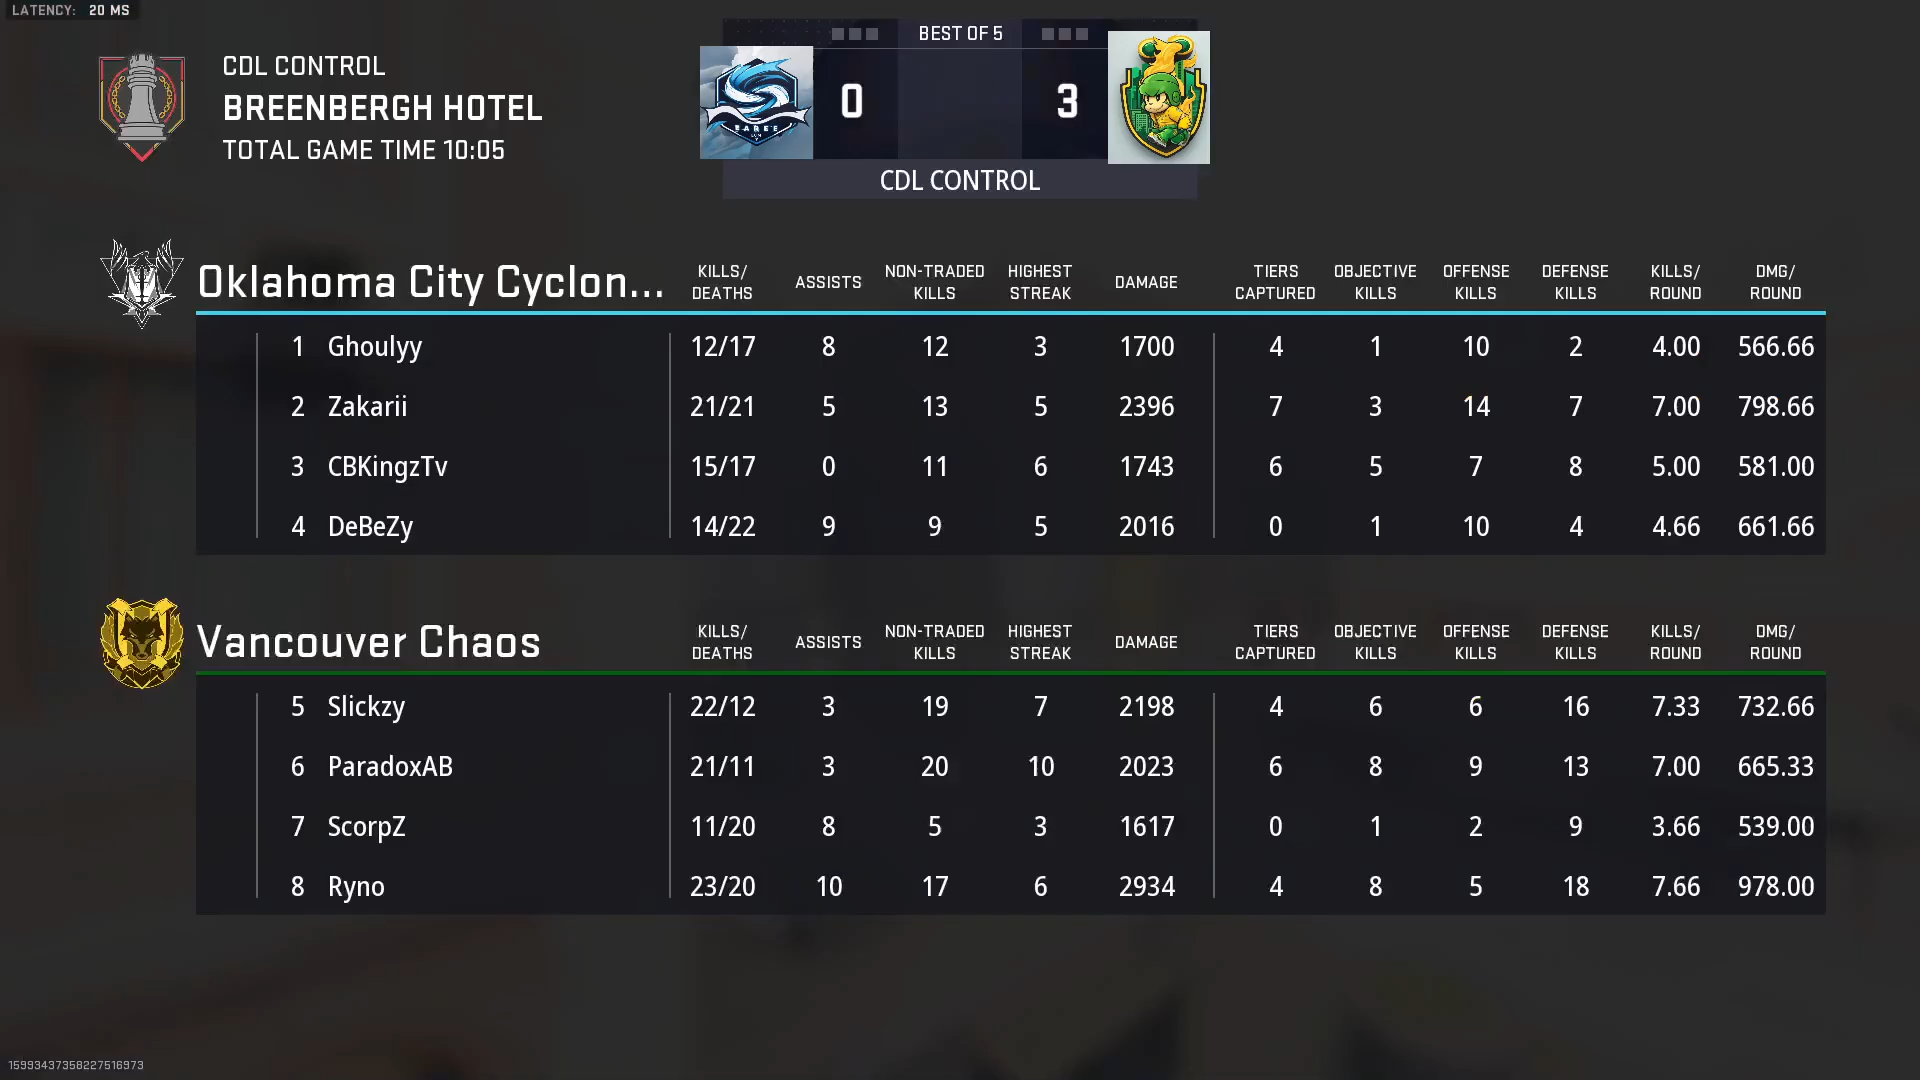 LATENCY: 20 MS
CDL CONTROL
BREENBERGH HOTEL
TOTAL GAME TIME 10:05
BEST OF 5
0 3
CDL CONTROL
Oklahoma City Cyclon... KILLS/DEATHS ASSISTS NON-TRADED KILLS HIGHEST STREAK DAMAGE TIERS CAPTURED OBJECTIVE KILLS OFFENSE KILLS DEFENSE KILLS KILLS/ROUND DMG/ROUND
1 Ghoulyy 12/17 8 12 3 1700 4 1 10 2 4.00 566.66
2 Zakarii 21/21 5 13 5 2396 7 3 14 7 7.00 798.66
3 CBKingzTv 15/17 0 11 6 1743 6 5 7 8 5.00 581.00
4 DeBeZy 14/22 9 9 5 2016 0 1 10 4 4.66 661.66
Vancouver Chaos KILLS/DEATHS ASSISTS NON-TRADED KILLS HIGHEST STREAK DAMAGE TIERS CAPTURED OBJECTIVE KILLS OFFENSE KILLS DEFENSE KILLS KILLS/ROUND DMG/ROUND
5 Slickzy 22/12 3 19 7 2198 4 6 6 16 7.33 732.66
6 ParadoxAB 21/11 3 20 10 2023 6 8 9 13 7.00 665.33
7 ScorpZ 11/20 8 5 3 1617 0 1 2 9 3.66 539.00
8 Ryno 23/20 10 17 6 2934 4 8 5 18 7.66 978.00
15993437358227516973